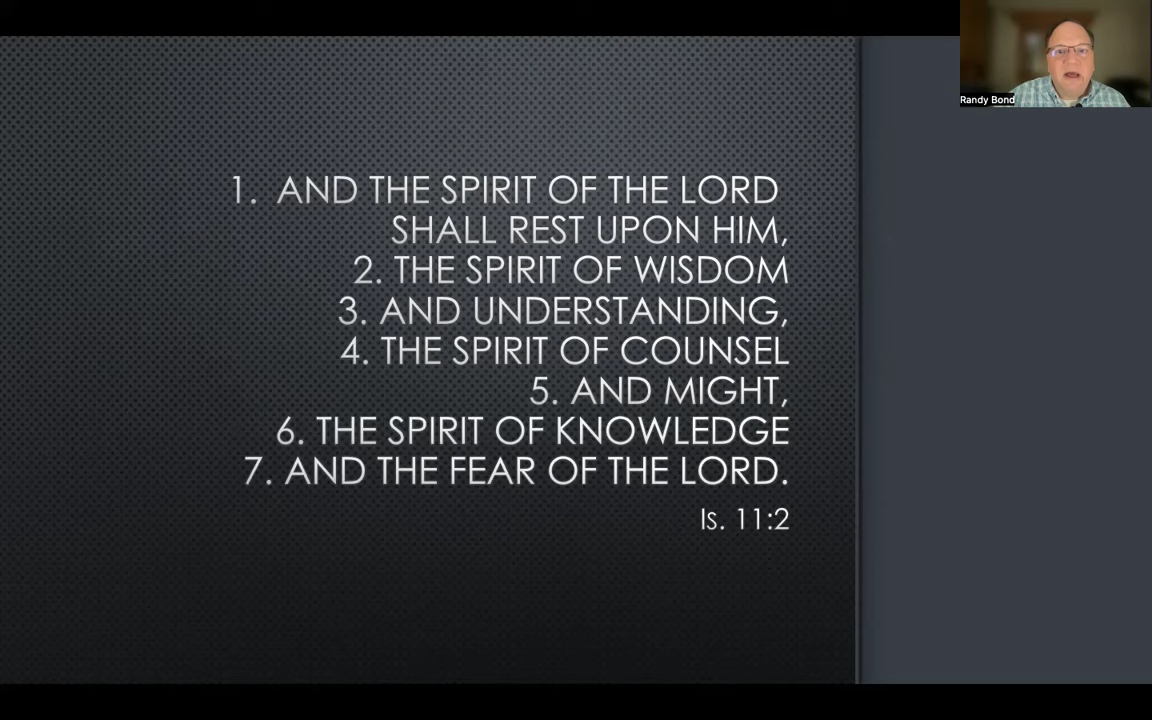 1. AND THE SPIRIT OF THE LORD
SHALL REST UPON HIM,
2. THE SPIRIT OF WISDOM
3. AND UNDERSTANDING,
4. THE SPIRIT OF COUNSEL
5. AND MIGHT,
6. THE SPIRIT OF KNOWLEDGE
7. AND THE FEAR OF THE LORD.
IS. 11:2
Randy Bond